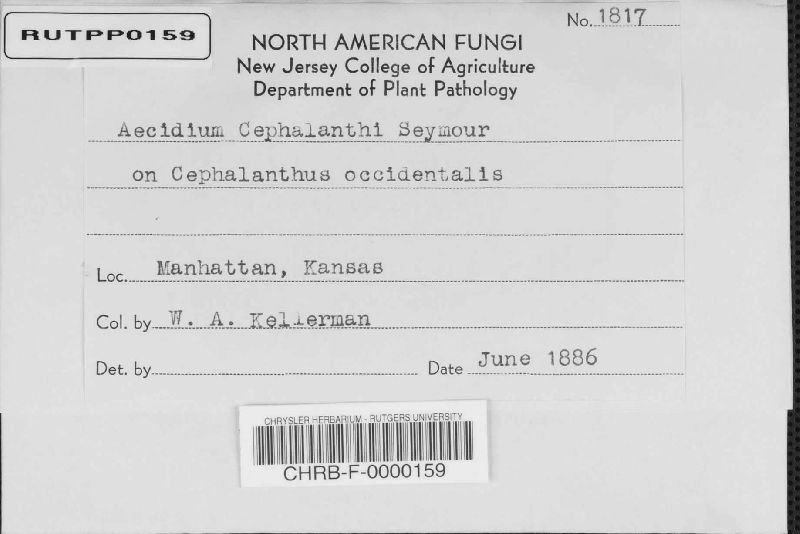 RUTPP0159
No. 1817
NORTH AMERICAN FUNGI
New Jersey College of Agriculture
Department of Plant Pathology
Aecidium Cephalanthi Seymour
on Cephalanthus occidentalis
Loc. Manhattan, Kansas
Col. by W. A. Kellerman
Det. by
Date June 1886
CHRYSLER HERBARIUM - RUTGERS UNIVERSITY
CHRB-F-0000159